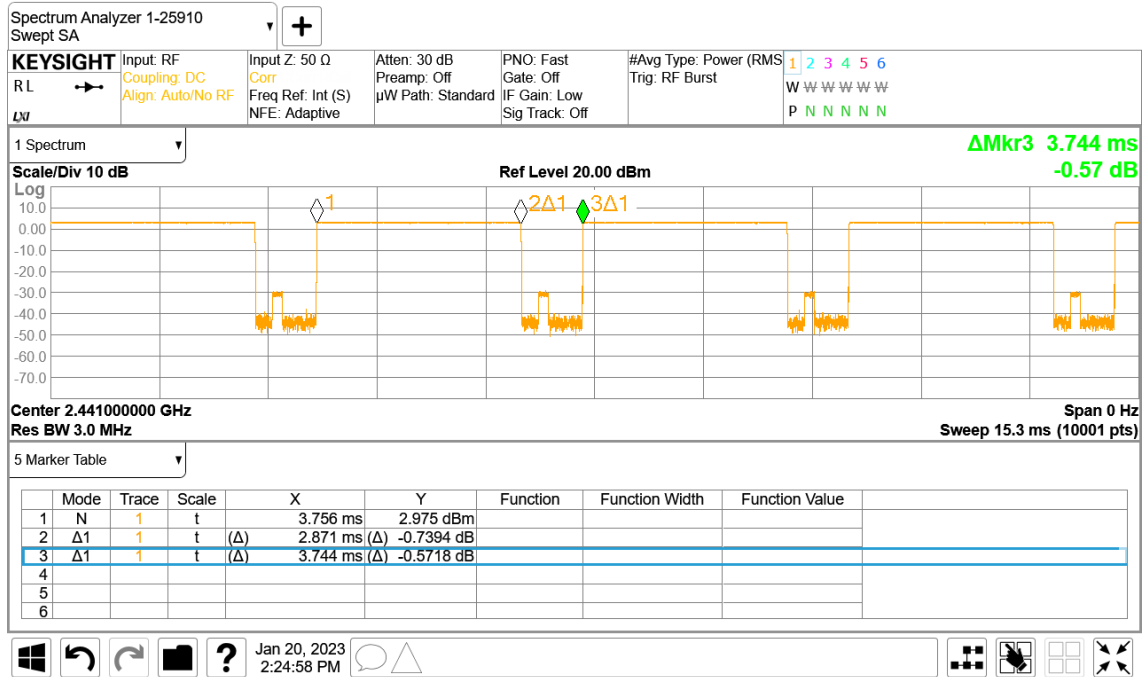 Spectrum Analyzer 1-25910
Swept SA
▼
+
KEYSIGHT Input: RF Input Z: 50 Ω Atten: 30 dB PNO: Fast #Avg Type: Power (RMS 1 2 3 4 5 6
Coupling: DC Corr Preamp: Off Gate: Off Trig: RF Burst
R L Align: Auto/No RF Freq Ref: Int (S) µW Path: Standard IF Gain: Low W W W W W W
LXI NFE: Adaptive Sig Track: Off P N N N N N
1 Spectrum ▼
ΔMkr3 3.744 ms
-0.57 dB
Scale/Div 10 dB Ref Level 20.00 dBm
Log
1 2Δ1 3Δ1
10.0
0.00
-10.0
-20.0
-30.0
-40.0
-50.0
-60.0
-70.0
Center 2.441000000 GHz Span 0 Hz
Res BW 3.0 MHz Sweep 15.3 ms (10001 pts)
5 Marker Table ▼
Mode Trace Scale X Y Function Function Width Function Value
1 N 1 t 3.756 ms 2.975 dBm
2 Δ1 1 t (Δ) 2.871 ms (Δ) -0.7394 dB
3 Δ1 1 t (Δ) 3.744 ms (Δ) -0.5718 dB
4
5
6
? Jan 20, 2023
2:24:58 PM